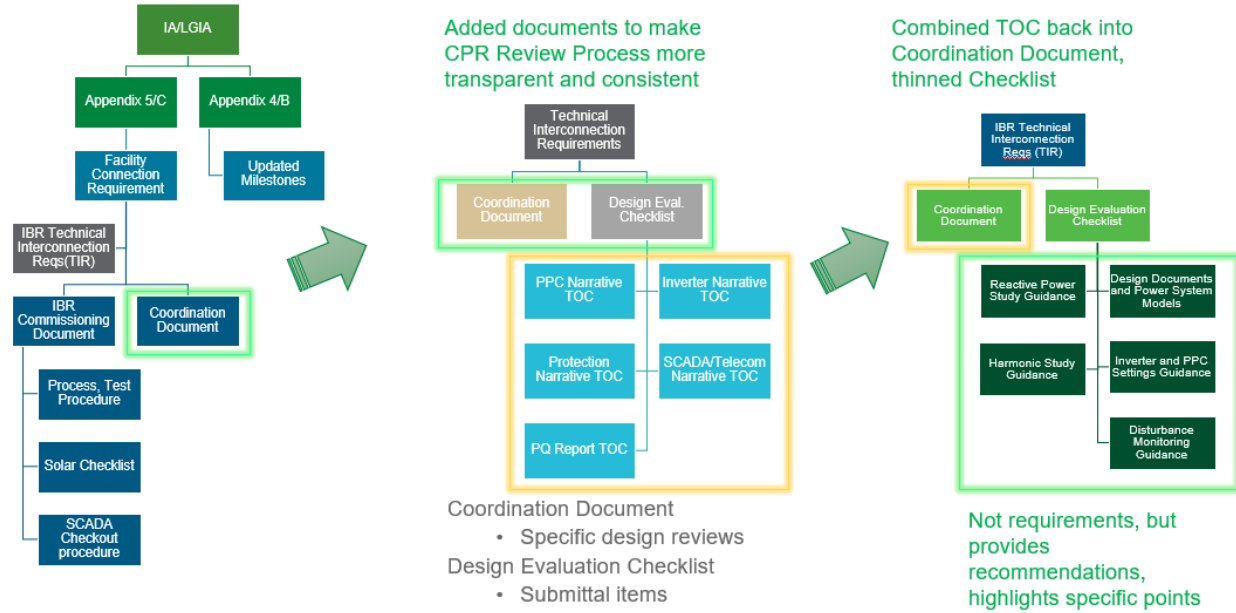 IA/LGIA
Appendix 5/C
Appendix 4/B
Facility
Connection
Requirement
Updated
Milestones
IBR Technical
Interconnection
Reqs(TIR)
IBR
Commissioning
Document
Coordination
Document
Process, Test
Procedure
Solar Checklist
SCADA
Checkout
procedure
Added documents to make
CPR Review Process more
transparent and consistent
Technical
Interconnection
Requirements
Coordination
Document
Design Eval.
Checklist
PPC Narrative
TOC
Inverter Narrative
TOC
Protection
Narrative TOC
SCADA/Telecom
Narrative TOC
PQ Report TOC
Coordination Document
• Specific design reviews
Design Evaluation Checklist
• Submittal items
Combined TOC back into
Coordination Document,
thinned Checklist
IBR Technical
Interconnection
Reqs (TIR)
Coordination
Document
Design Evaluation
Checklist
Reactive Power
Study Guidance
Design Documents
and Power System
Models
Harmonic Study
Guidance
Inverter and PPC
Settings Guidance
Disturbance
Monitoring
Guidance
Not requirements, but
provides
recommendations,
highlights specific points